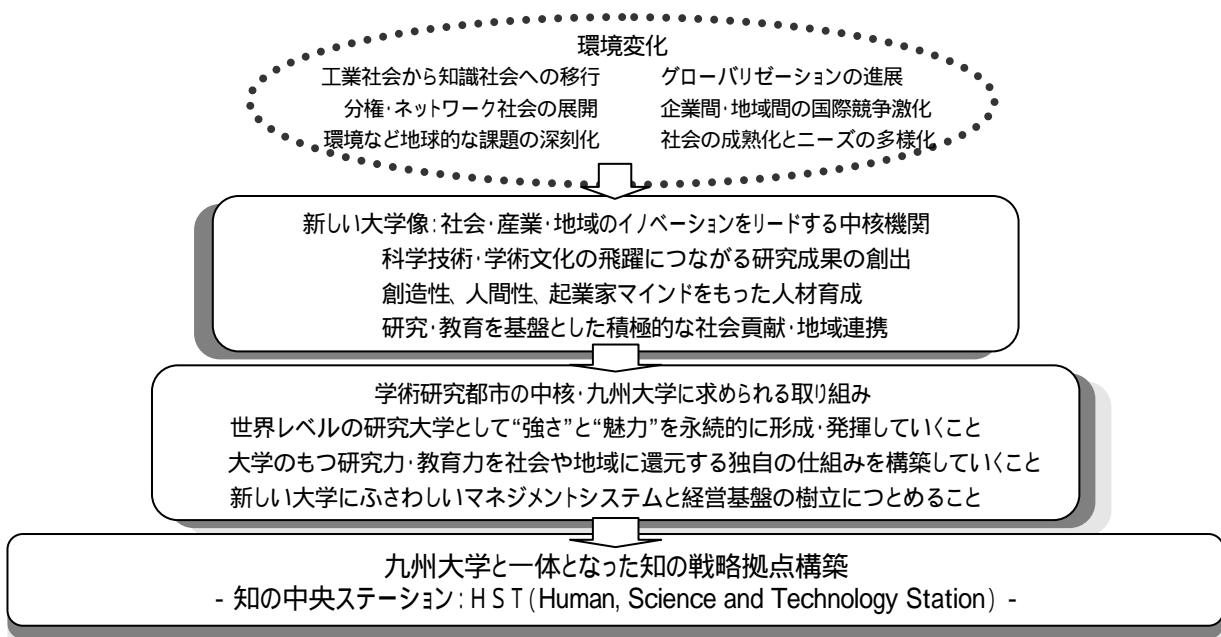 環境変化
工業社会から知識社会への移行 グローバリゼーションの進展
分権・ネットワーク社会の展開 企業間・地域間の国際競争激化
環境など地球的な課題の深刻化 社会の成熟化とニーズの多様化
新しい大学像：社会・産業・地域のイノベーションをリードする中核機関
科学技術・学術文化の飛躍につながる研究成果の創出
創造性、人間性、起業家マインドをもった人材育成
研究・教育を基盤とした積極的な社会貢献・地域連携
学術研究都市の中核・九州大学に求められる取り組み
世界レベルの研究大学として“強さ”と“魅力”を永続的に形成・発揮していくこと
大学のもつ研究力・教育力を社会や地域に還元する独自の仕組みを構築していくこと
新しい大学にふさわしいマネジメントシステムと経営基盤の樹立につとめること
九州大学と一体となった知の戦略拠点構築
- 知の中央ステーション：ＨＳＴ(Human, Science and Technology Station) -